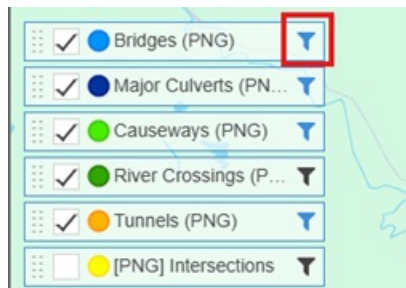 Bridges (PNG)
Major Culverts (PN...
Causeways (PNG)
River Crossings (P...
Tunnels (PNG)
[PNG] Intersections